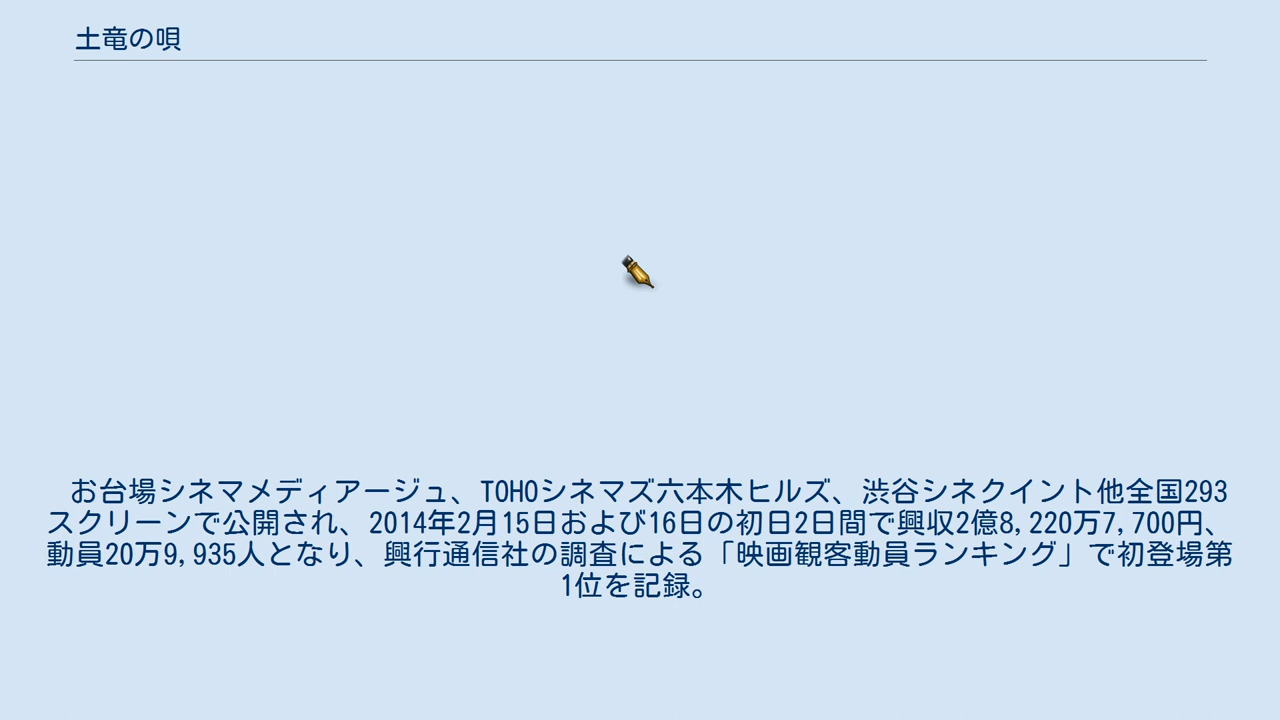 土竜の唄
お台場シネマメディアージュ、TOHOシネマズ六本木ヒルズ、渋谷シネクイント他全国293
スクリーンで公開され、2014年2月15日および16日の初日2日間で興収2億8,220万7,700円、
動員20万9,935人となり、興行通信社の調査による「映画観客動員ランキング」で初登場第
1位を記録。